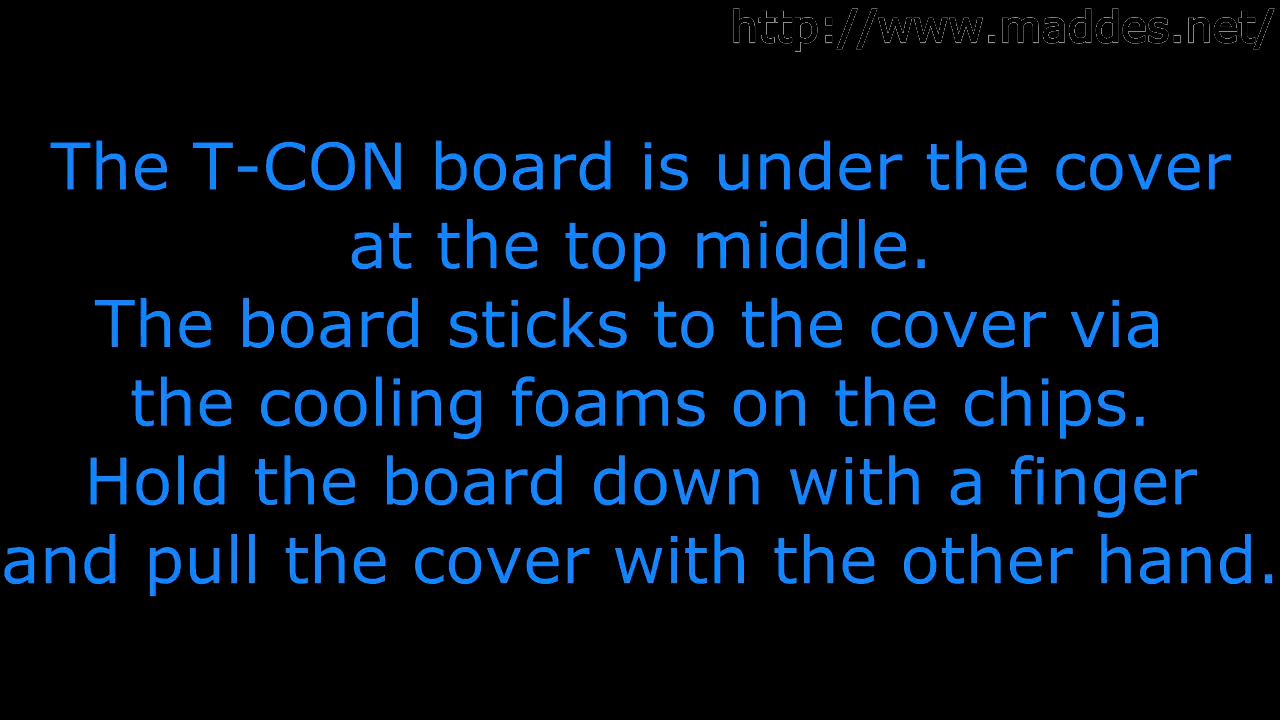 http://www.maddes.net/
The T-CON board is under the cover
at the top middle.
The board sticks to the cover via
the cooling foams on the chips.
Hold the board down with a finger
and pull the cover with the other hand.